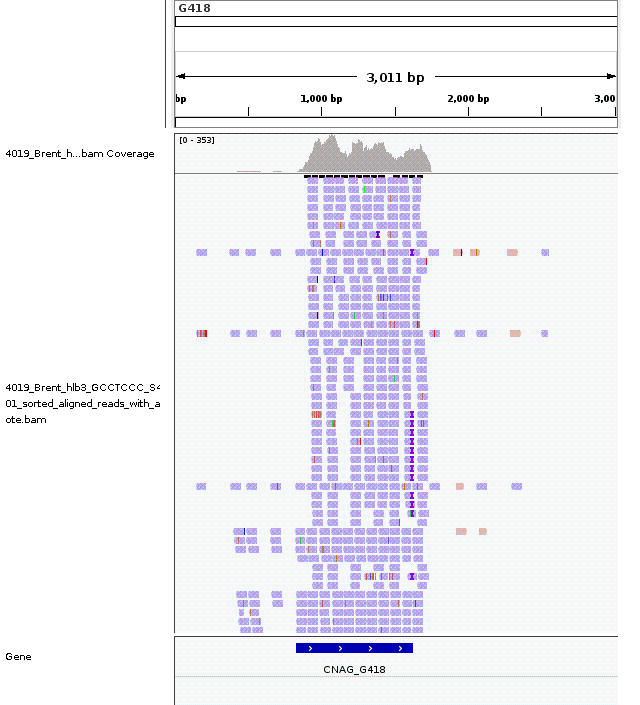 G418
3,011 bp
bp
1,000 bp
2,000 bp
3,00
[0 - 353]
4019_Brent_h...bam Coverage
4019_Brent_hlb3_GCCTCCC_S4
01_sorted_aligned_reads_with_a
ote.bam
Gene
CNAG_G418